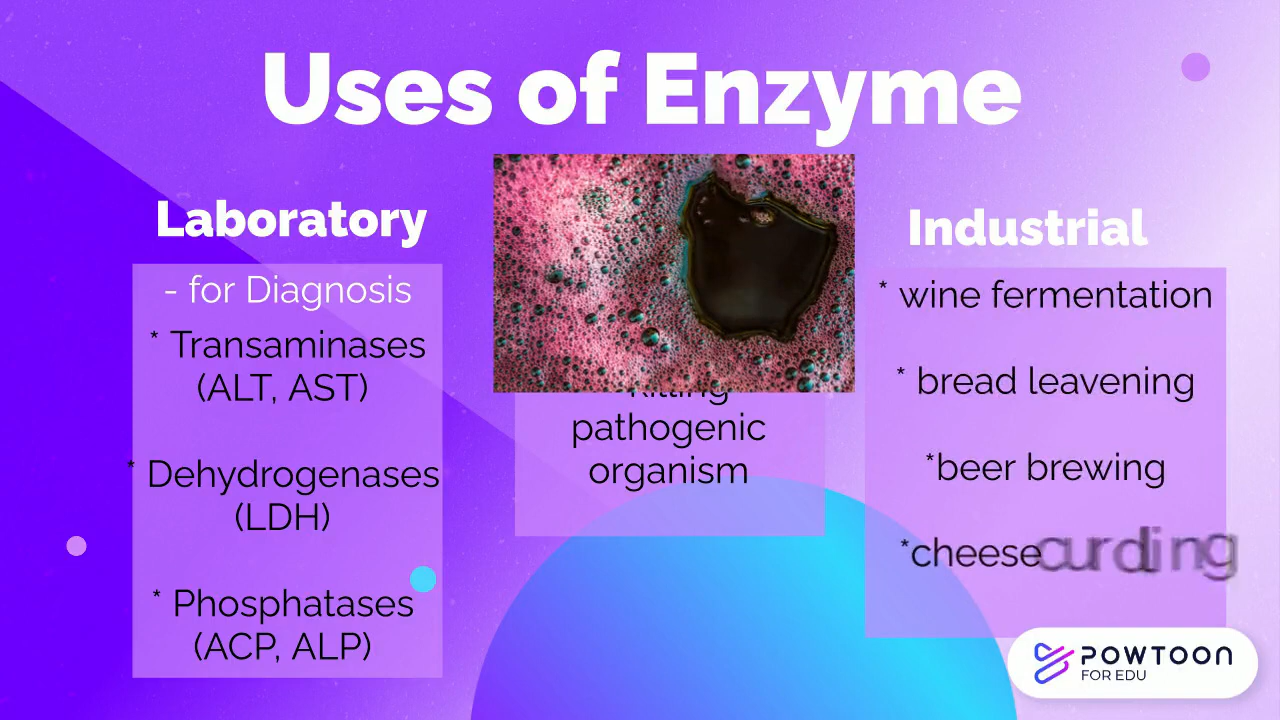 Uses of Enzyme
Laboratory
- for Diagnosis
* Transaminases
(ALT, AST)
* Dehydrogenases
(LDH)
* Phosphatases
(ACP, ALP)
pathogenic
organism
Industrial
* wine fermentation
* bread leavening
*beer brewing
*cheese curding
POWTOON
FOR EDU